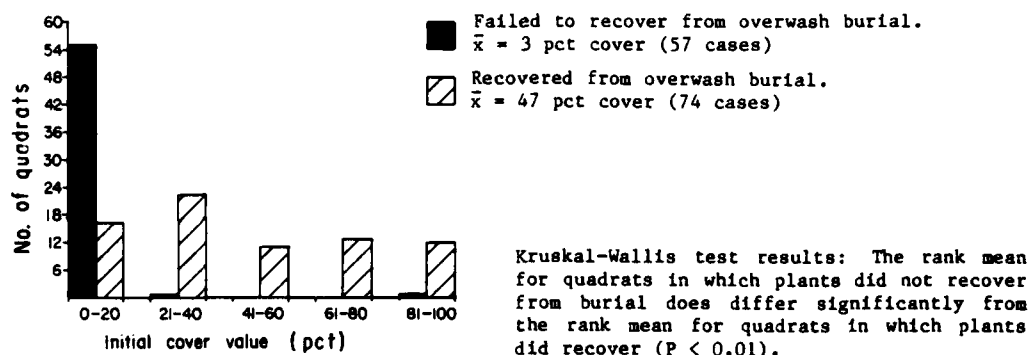 60
54
48
42
36
30
24
18
12
6
No. of quadrats
0-20 21-40 41-60 61-80 81-100
Initial cover value (pct)
Failed to recover from overwash burial.
x̄ = 3 pct cover (57 cases)
Recovered from overwash burial.
x̄ = 47 pct cover (74 cases)
Kruskal-Wallis test results: The rank mean
for quadrats in which plants did not recover
from burial does differ significantly from
the rank mean for quadrats in which plants
did recover (P < 0.01).